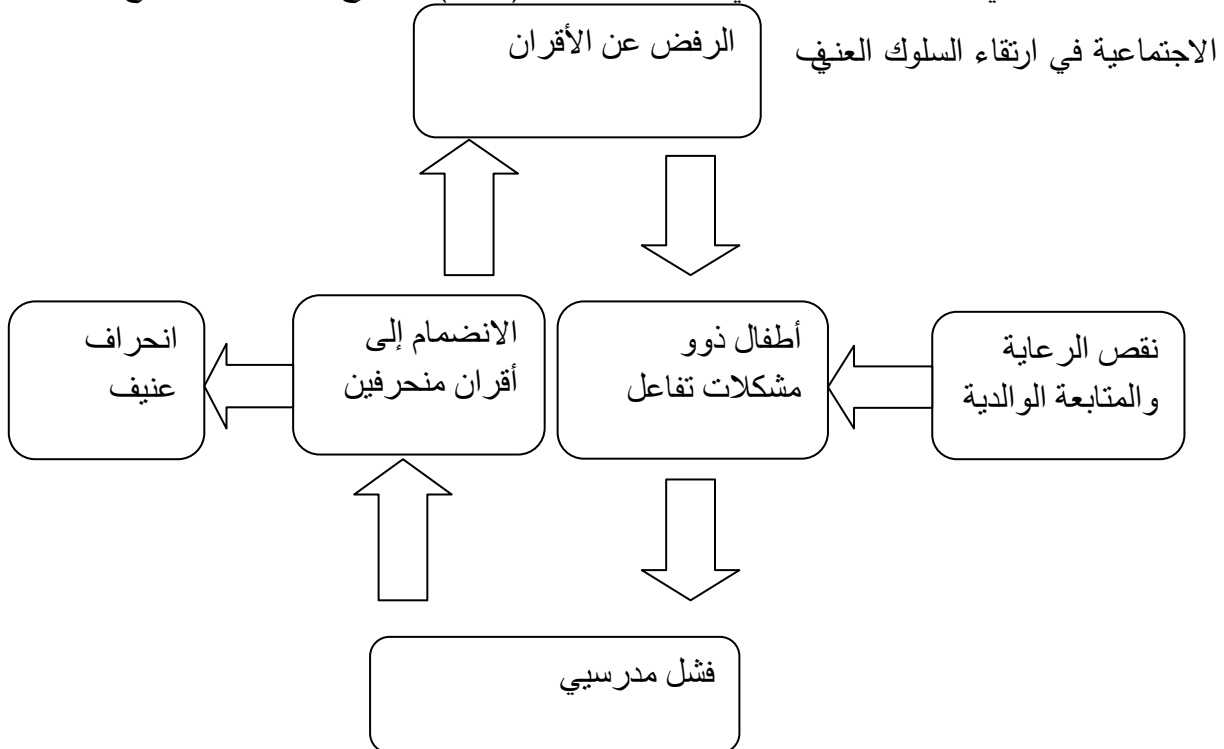 الاجتماعية في ارتقاء السلوك العنيف
الرفض عن الأقران
انحراف
عنيف
الانضمام إلى
أقران منحرفين
أطفال ذوو
مشكلات تفاعل
نقص الرعاية
والمتابعة الوالدية
فشل مدرسيي